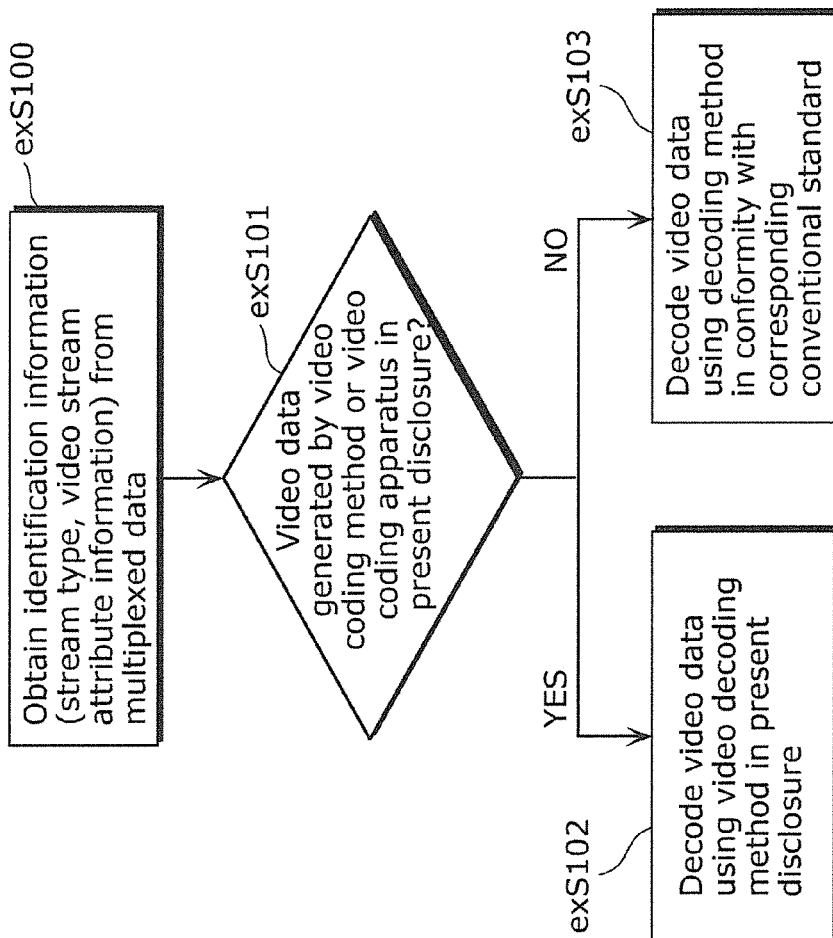 exS100
Obtain identification information
(stream type, video stream
attribute information) from
multiplexed data
exS101
Video data
generated by video
coding method or video
coding apparatus in
present disclosure?
YES
NO
exS102
Decode video data
using video decoding
method in present
disclosure
exS103
Decode video data
using decoding method
in conformity with
corresponding
conventional standard